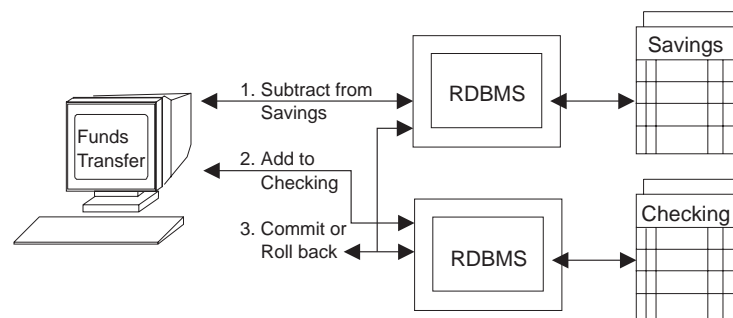 Funds
Transfer
1. Subtract from
Savings
2. Add to
Checking
3. Commit or
Roll back
RDBMS
Savings
RDBMS
Checking